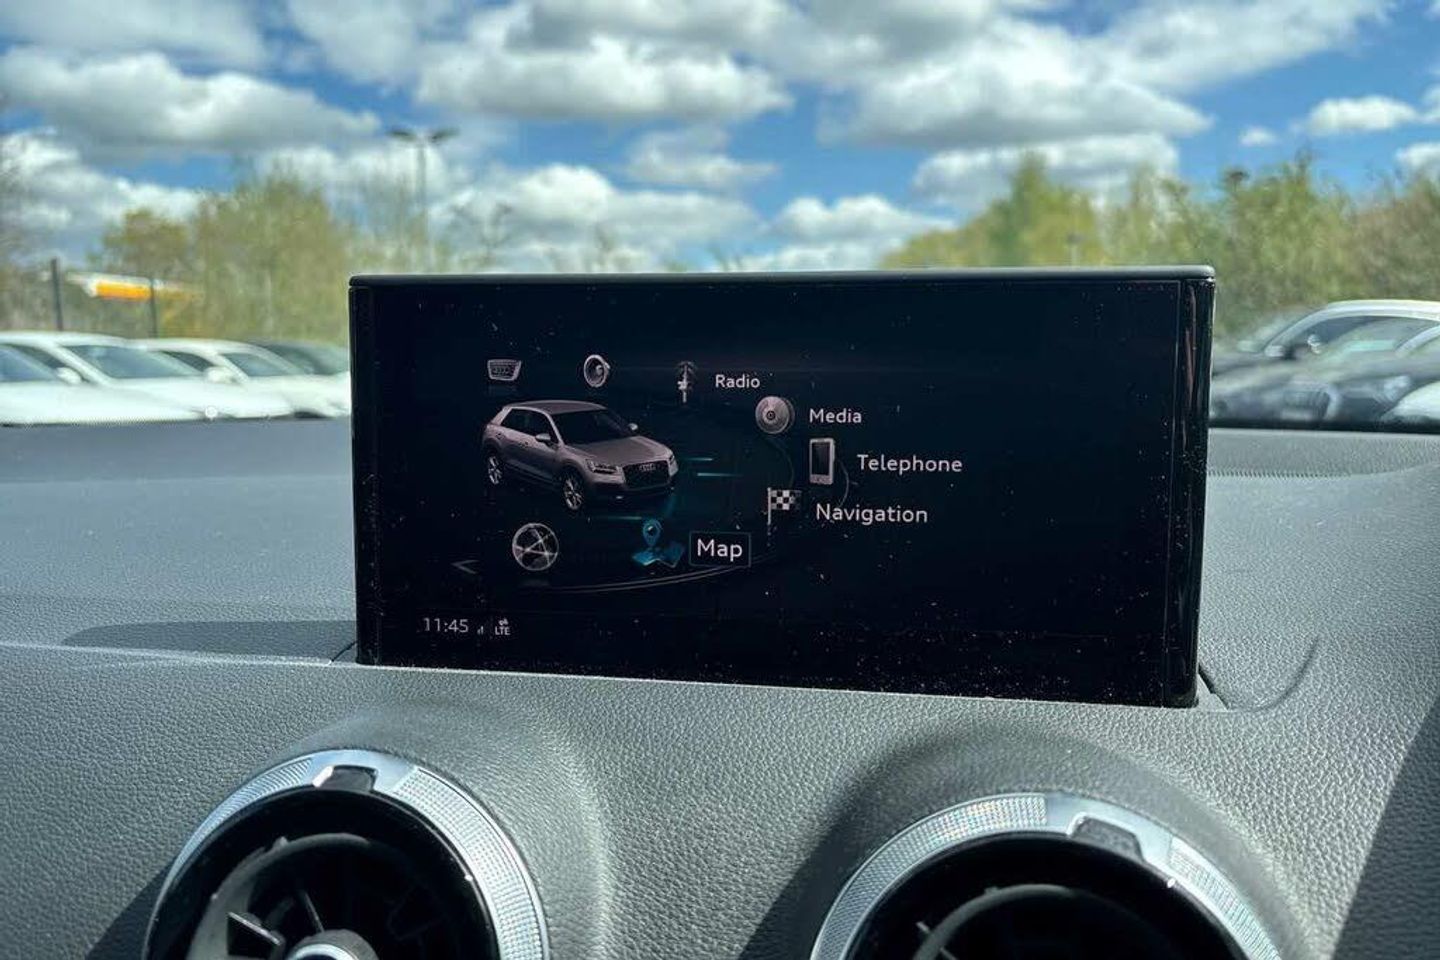 Radio
Media
Telephone
Navigation
Map
11:45 LTE